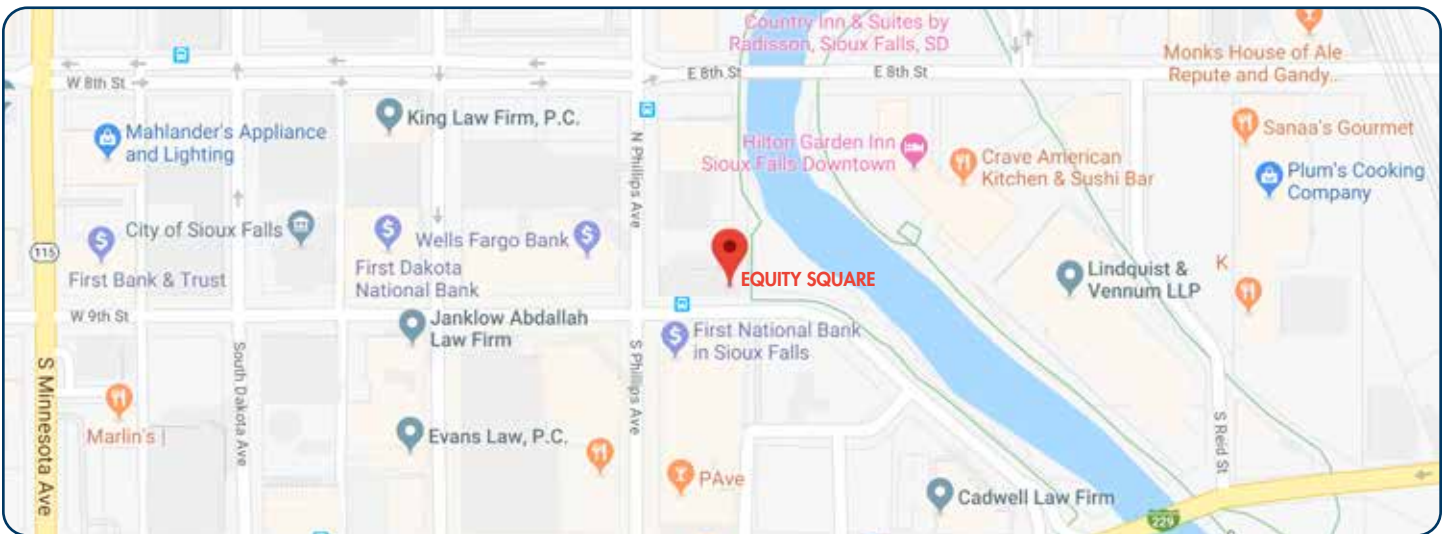 Country Inn & Suites by
Radisson, Sioux Falls, SD
Monks House of Ale
Repute and Gandy...
W 8th St
E 8th St
E 8th St
King Law Firm, P.C.
Mahlander's Appliance
and Lighting
N Phillips Ave
Hilton Garden Inn
Sioux Falls Downtown
Crave American
Kitchen & Sushi Bar
Sanaa's Gourmet
Plum's Cooking
Company
115
City of Sioux Falls
First Bank & Trust
First Dakota
National Bank
Wells Fargo Bank
EQUITY SQUARE
Lindquist &
Vennum LLP
K
W 9th St
Janklow Abdallah
Law Firm
First National Bank
in Sioux Falls
S Minnesota Ave
South Dakota Ave
S Phillips Ave
S Reid St
Marlin's |
Evans Law, P.C.
PAve
Cadwell Law Firm
229